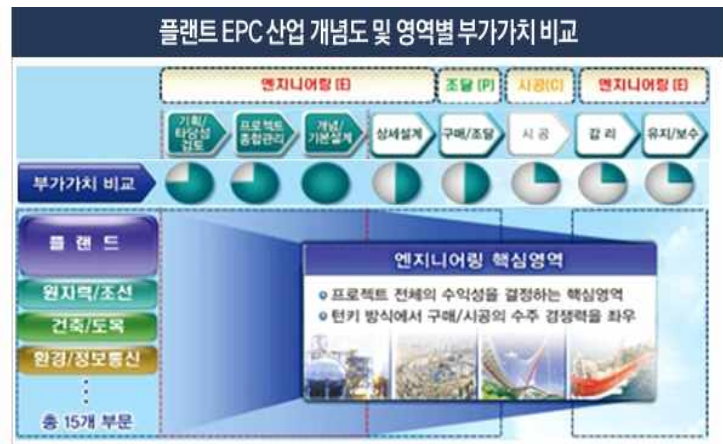 플랜트 EPC 산업 개념도 및 영역별 부가가치 비교
엔지니어링 (E)
조달 (P)
시공(C)
엔지니어링 (E)
기획/
타당성
검토
프로젝트
종합관리
개념/
기본설계
상세설계
구매/조달
시 공
감 리
유지/보수
부가가치 비교
플 랜 트
원자력/조선
건축/토목
환경/정보통신
총 15개 부문
엔지니어링 핵심영역
프로젝트 전체의 수익성을 결정하는 핵심영역
턴키 방식에서 구매/시공의 수주 경쟁력을 좌우